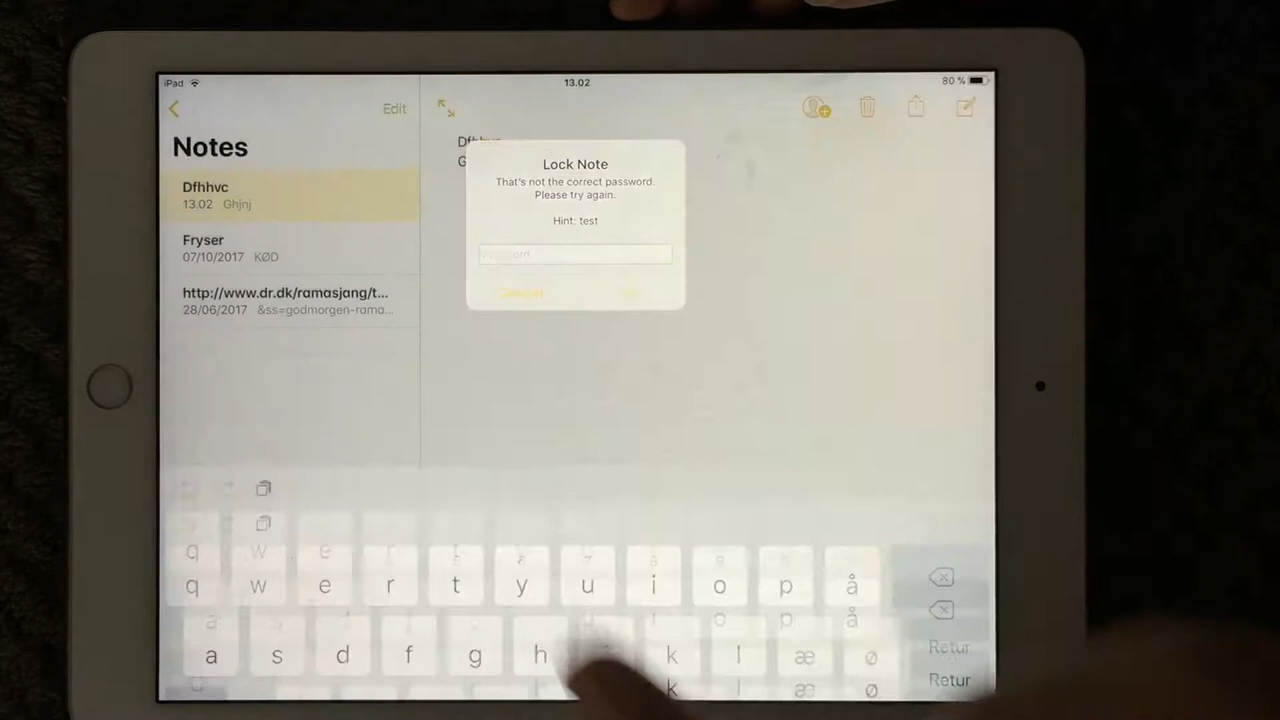 iPad
13.02
80 %
Edit
Notes
Dfhhvc
13.02 Ghjnj
Fryser
07/10/2017 KØD
http://www.dr.dk/ramasjang/t...
28/06/2017 &ss=godmorgen-rama...
Lock Note
That's not the correct password.
Please try again.
Hint: test
q w e r t y u i o p å
q w e r t y u i o p å
a s d f g h k l æ ø
Retur
k l æ ø
Retur